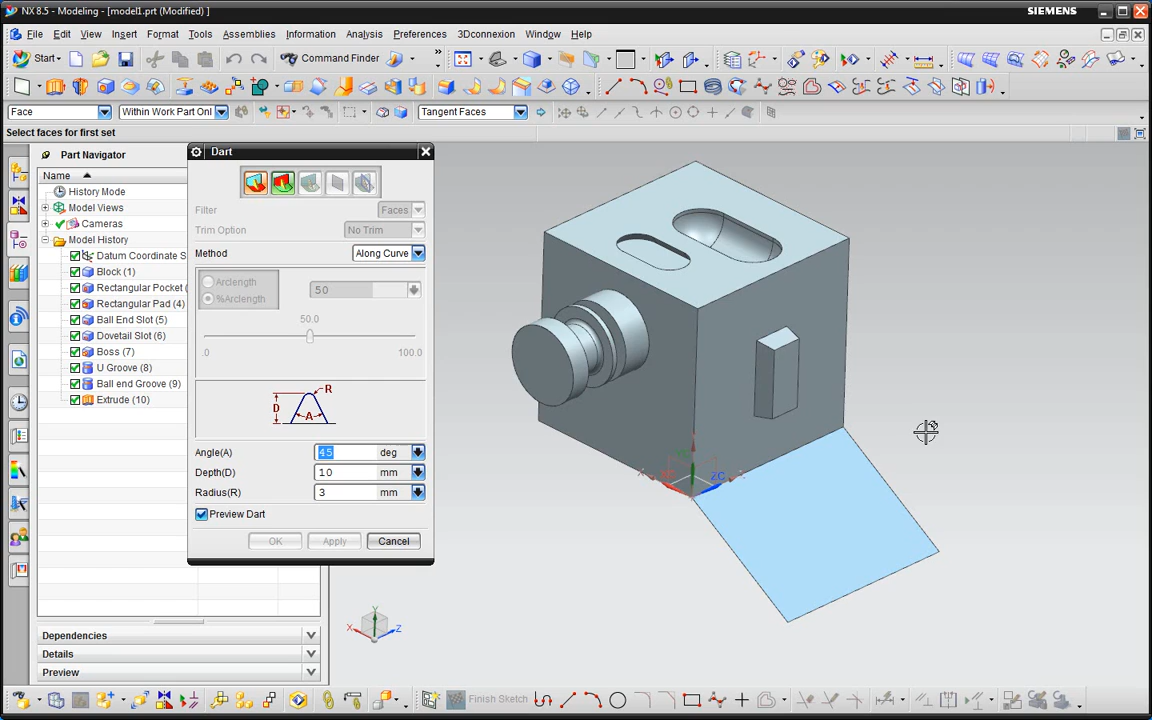 NX 8.5 - Modeling - [model1.prt (Modified) ]
SIEMENS
File Edit View Insert Format Tools Assemblies Information Analysis Preferences 3Dconnexion Window Help
Start Command Finder
Face Within Work Part Onl Tangent Faces
Select faces for first set
Part Navigator
Name
History Mode
Model Views
Cameras
Model History
Datum Coordinate S
Block (1)
Rectangular Pocket (
Rectangular Pad (4)
Ball End Slot (5)
Dovetail Slot (6)
Boss (7)
U Groove (8)
Ball end Groove (9)
Extrude (10)
Dependencies
Details
Preview
Dart
Filter Faces
Trim Option No Trim
Method Along Curve
Arclength
%Arclength
50
50.0
.0 100.0
R
D
A
Angle(A) 45 deg
Depth(D) 10 mm
Radius(R) 3 mm
Preview Dart
OK Apply Cancel
ZC
Y
X Z
Finish Sketch